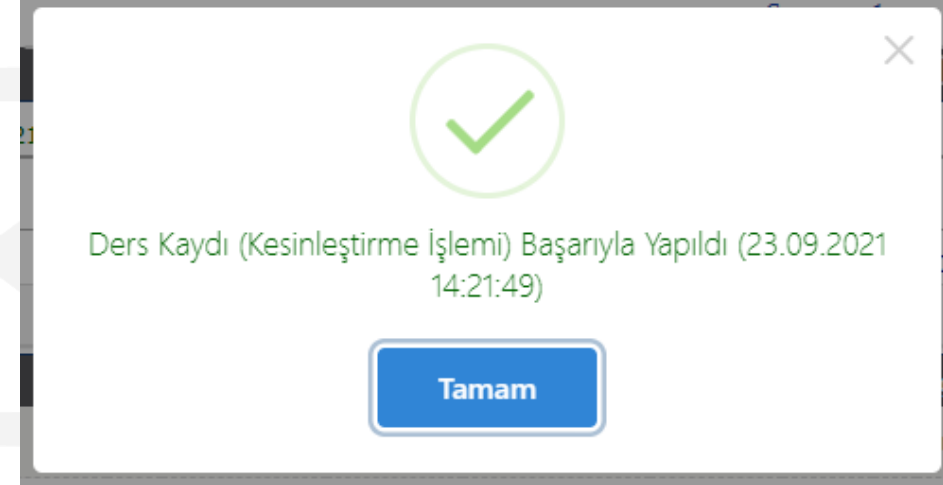 Ders Kaydı (Kesinleştirme İşlemi) Başarıyla Yapıldı (23.09.2021
14:21:49)
Tamam